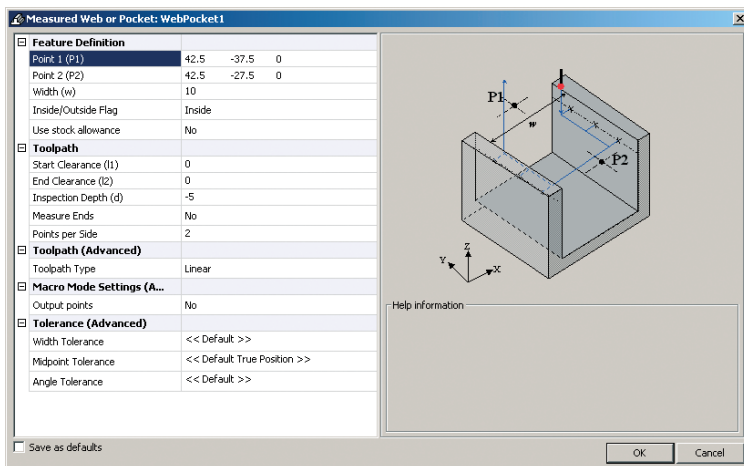 Measured Web or Pocket: WebPocket1
Feature Definition
Point 1 (P1) 42.5 -37.5 0
Point 2 (P2) 42.5 -27.5 0
Width (w) 10
Inside/Outside Flag Inside
Use stock allowance No
Toolpath
Start Clearance (l1) 0
End Clearance (l2) 0
Inspection Depth (d) -5
Measure Ends No
Points per Side 2
Toolpath (Advanced)
Toolpath Type Linear
Macro Mode Settings (A...
Output points No
Tolerance (Advanced)
Width Tolerance << Default >>
Midpoint Tolerance << Default True Position >>
Angle Tolerance << Default >>
P1
w
P2
Z
Y
X
Help information
Save as defaults
OK Cancel